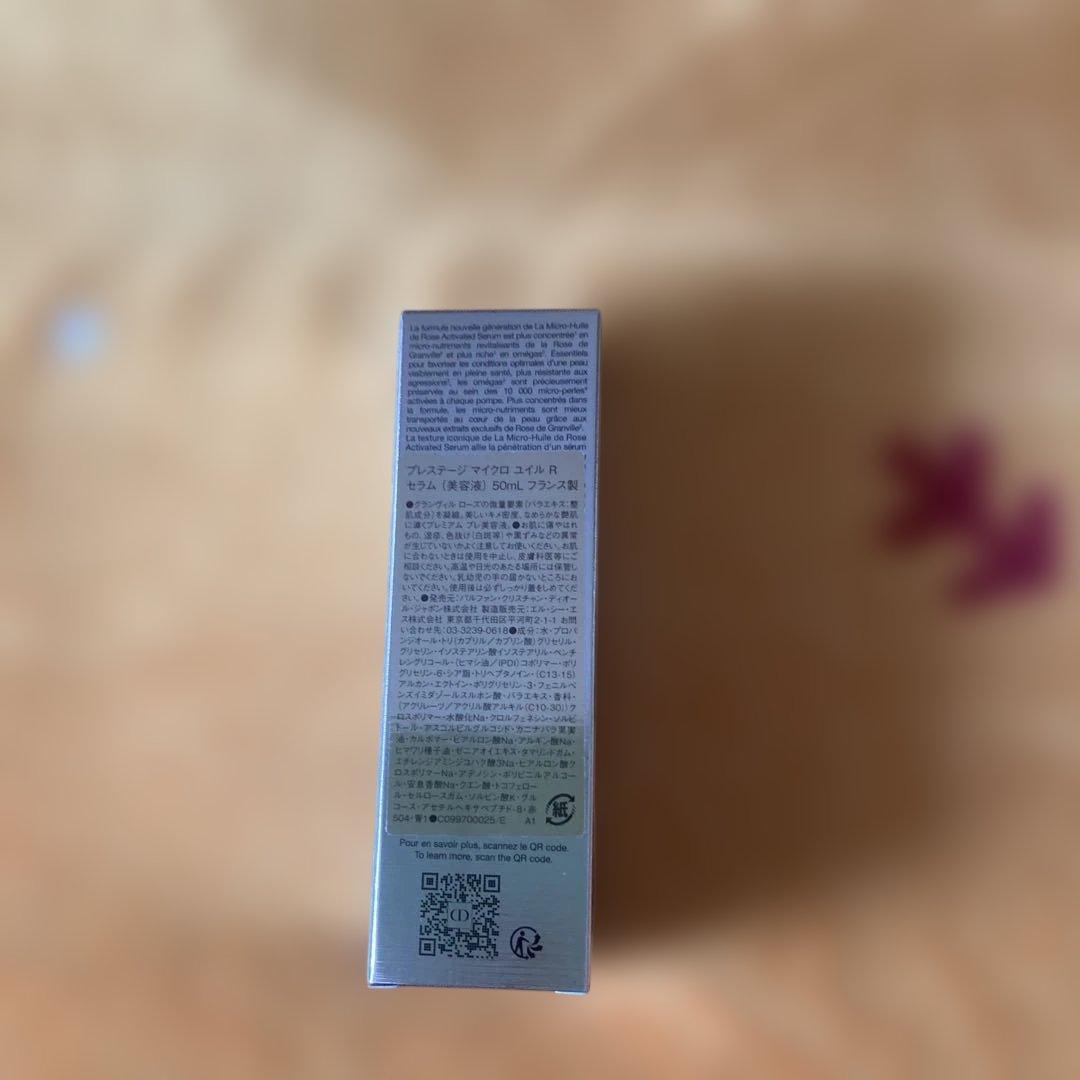 La formule nouvelle génération de La Micro-Huile
de Rose Activated Serum est plus concentrée¹ en
micro-nutriments revitalisants de la Rose de
Granville² et plus riche¹ en omégas³. Essentiels
pour favoriser les conditions optimales d'une peau
visiblement en pleine santé, plus résistante aux
agressions³, les omégas³ sont précieusement
préservés au sein des 10 000 micro-perles⁴
activées à chaque pompe. Plus concentrés dans
la formule, les micro-nutriments sont mieux
transportés au cœur de la peau grâce aux
nouveaux extraits exclusifs de Rose de Granville².
La texture iconique de La Micro-Huile de Rose
Activated Serum allie la pénétration d'un sérum
プレステージ マイクロ ユイル R
セラム（美容液）50mL フランス製
●グランヴィル ローズの微量要素（バラエキス：整
肌成分）を凝縮。美しいキメ密度、なめらかな艶肌
に導くプレミアム プレ美容液。●お肌に傷やはれ
もの、湿疹、色抜け（白斑等）や黒ずみなどの異常
が生じていないかよく注意してお使いください。お肌
に合わないときは使用を中止し、皮膚科医等にご
相談ください。高温や日光のあたる場所には保管し
ないでください。乳幼児の手の届かないところにお
いてください。使用後は必ずしっかり蓋をしめてくだ
さい。●発売元：パルファン・クリスチャン・ディオー
ル・ジャポン株式会社 製造販売元：エル・シー・エ
ス株式会社 東京都千代田区平河町2-1-1 お問
い合わせ先：03-3239-0618●成分：水・プロパ
ンジオール・トリ（カプリル／カプリン酸）グリセリル・
グリセリン・イソステアリン酸イソステアリル・ペンチ
レングリコール・（ヒマシ油／IPDI）コポリマー・ポリ
グリセリン-6・シア脂・トリヘプタノイン・（C13-15）
アルカン・エクトイン・ポリグリセリン-3・フェニルベ
ンズイミダゾールスルホン酸・バラエキス・香料・
（アクリレーツ／アクリル酸アルキル（C10-30））ク
ロスポリマー・水酸化Na・クロルフェネシン・ソルビ
トール・アスコルビルグルコシド・カニナバラ果実
油・カルボマー・ヒアルロン酸Na・アルギン酸Na・
ヒマワリ種子油・ゼニアオイエキス・タマリンドガム・
エチレンジアミンジコハク酸3Na・ヒアルロン酸ク
ロスポリマーNa・アデノシン・ポリビニルアルコー
ル・安息香酸Na・クエン酸・トコフェロー
ル・セルロースガム・ソルビン酸K・グル
コース・アセチルヘキサペプチド-8・赤
504・青1●C099700025/E A1
紙
Pour en savoir plus, scannez le QR code.
To learn more, scan the QR code.
CD